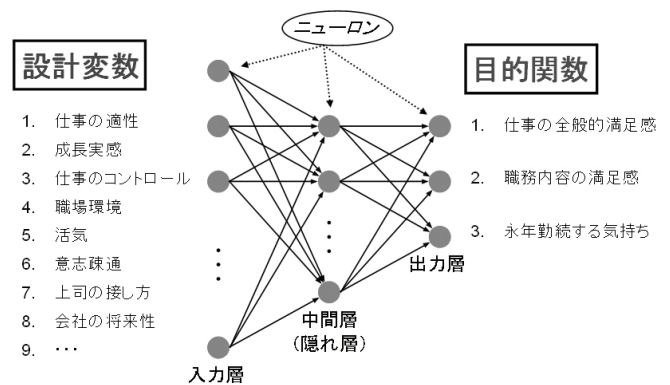 ニューロン
設計変数
1. 仕事の適性
2. 成長実感
3. 仕事のコントロール
4. 職場環境
5. 活気
6. 意志疎通
7. 上司の接し方
8. 会社の将来性
9. ・・・
入力層
中間層
(隠れ層)
出力層
目的関数
1. 仕事の全般的満足感
2. 職務内容の満足感
3. 永年勤続する気持ち